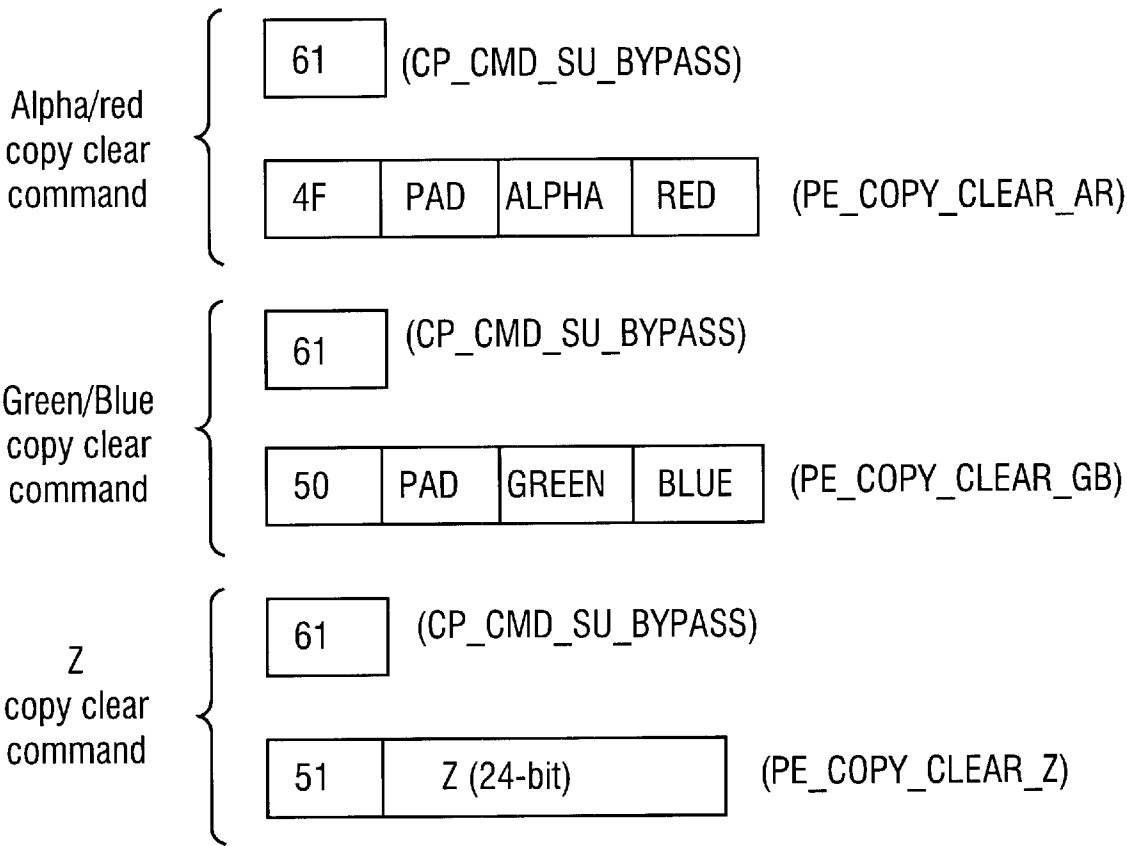 61 (CP_CMD_SU_BYPASS)
Alpha/red
copy clear
command
4F PAD ALPHA RED (PE_COPY_CLEAR_AR)
61 (CP_CMD_SU_BYPASS)
Green/Blue
copy clear
command
50 PAD GREEN BLUE (PE_COPY_CLEAR_GB)
61 (CP_CMD_SU_BYPASS)
Z
copy clear
command
51 Z (24-bit) (PE_COPY_CLEAR_Z)